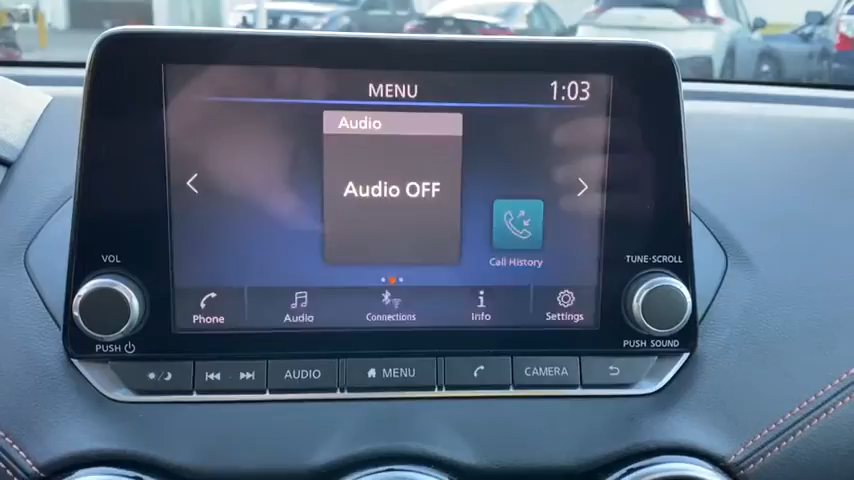 MENU 1:03
Audio
Audio OFF
Call History
VOL
TUNE·SCROLL
Phone Audio Connections Info Settings
PUSH
PUSH SOUND
AUDIO MENU CAMERA